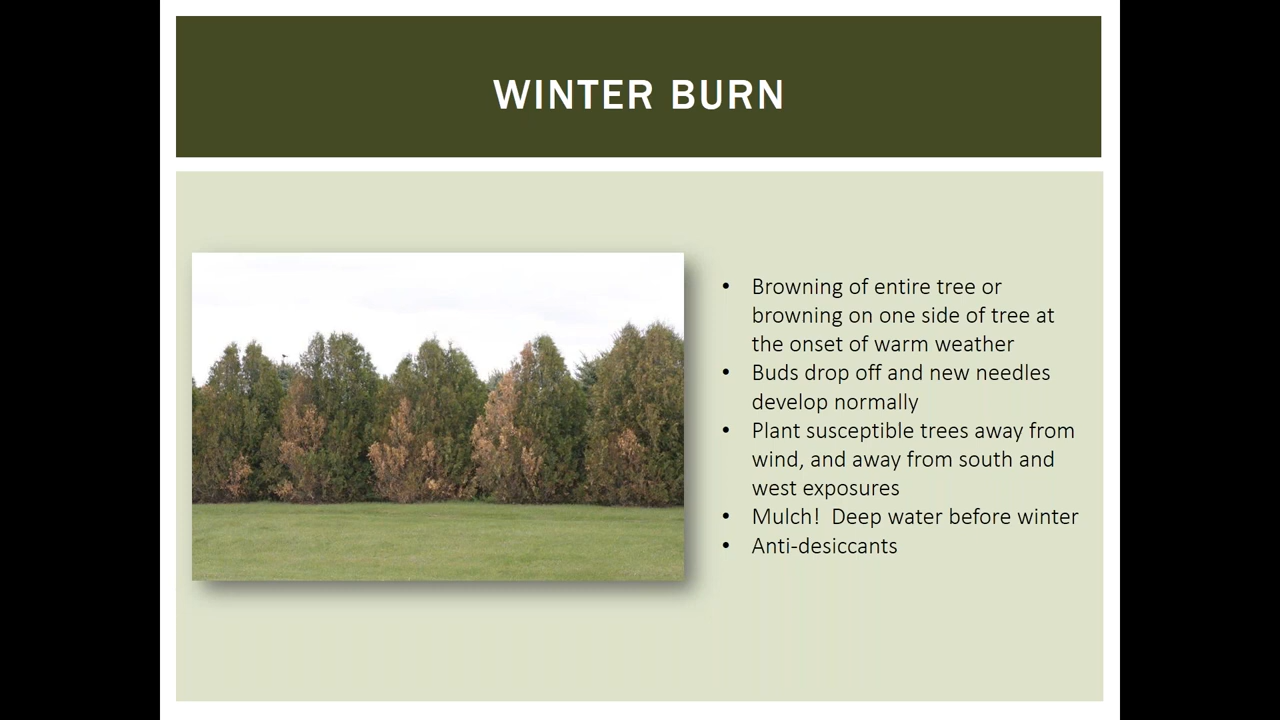 WINTER BURN
• Browning of entire tree or
browning on one side of tree at
the onset of warm weather
• Buds drop off and new needles
develop normally
• Plant susceptible trees away from
wind, and away from south and
west exposures
• Mulch!  Deep water before winter
• Anti-desiccants